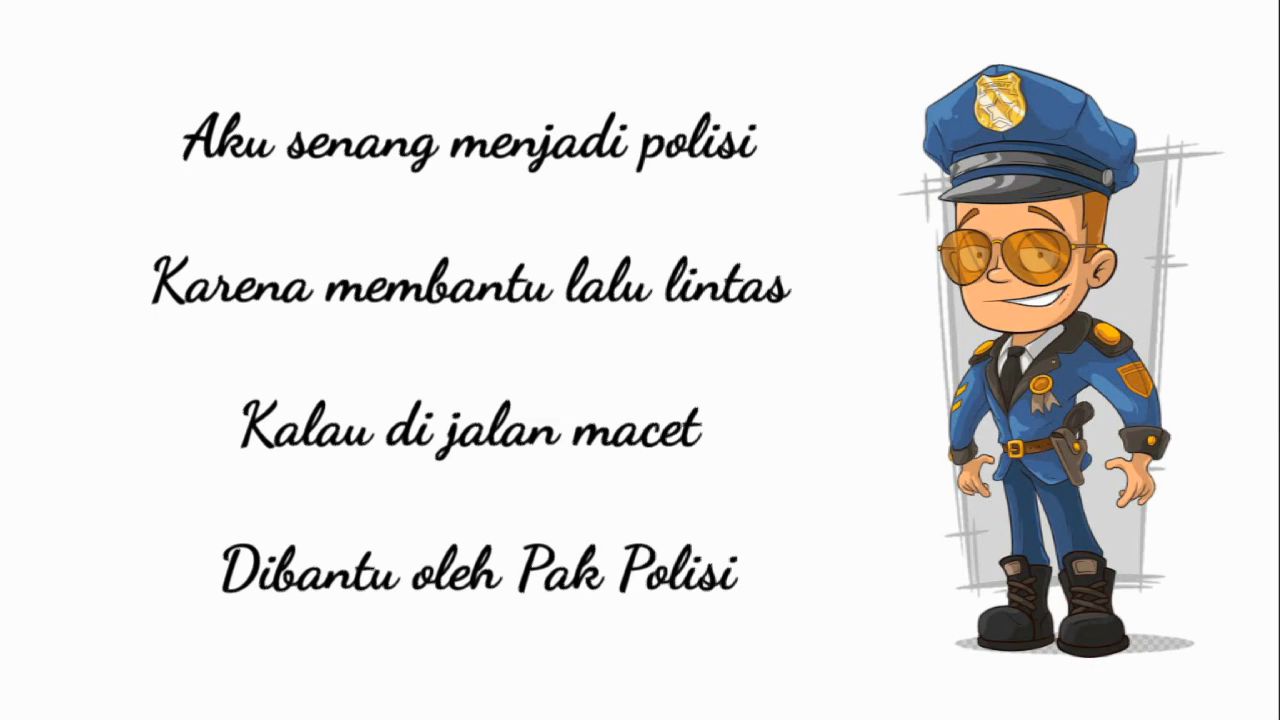 Aku senang menjadi polisi
Karena membantu lalu lintas
Kalau di jalan macet
Dibantu oleh Pak Polisi